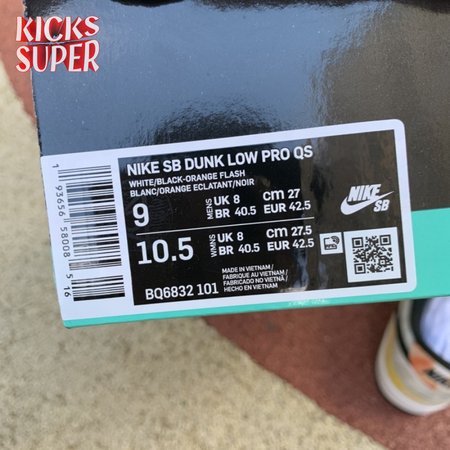 KICKS
SUPER
NIKE SB DUNK LOW PRO QS
WHITE/BLACK-ORANGE FLASH
BLANC/ORANGE ECLATANT/NOIR
9 MENS UK 8 CM 27
BR 40.5 EUR 42.5
10.5 WMNS UK 8 CM 27.5
BR 40.5 EUR 42.5
MADE IN VIETNAM/
FABRIQUÉ AU VIETNAM/
FABRICADO NO VIETNÃ/
HECHO EN VIETNAM
BQ6832 101
NIKE
SB
1 93656 58008 5 16